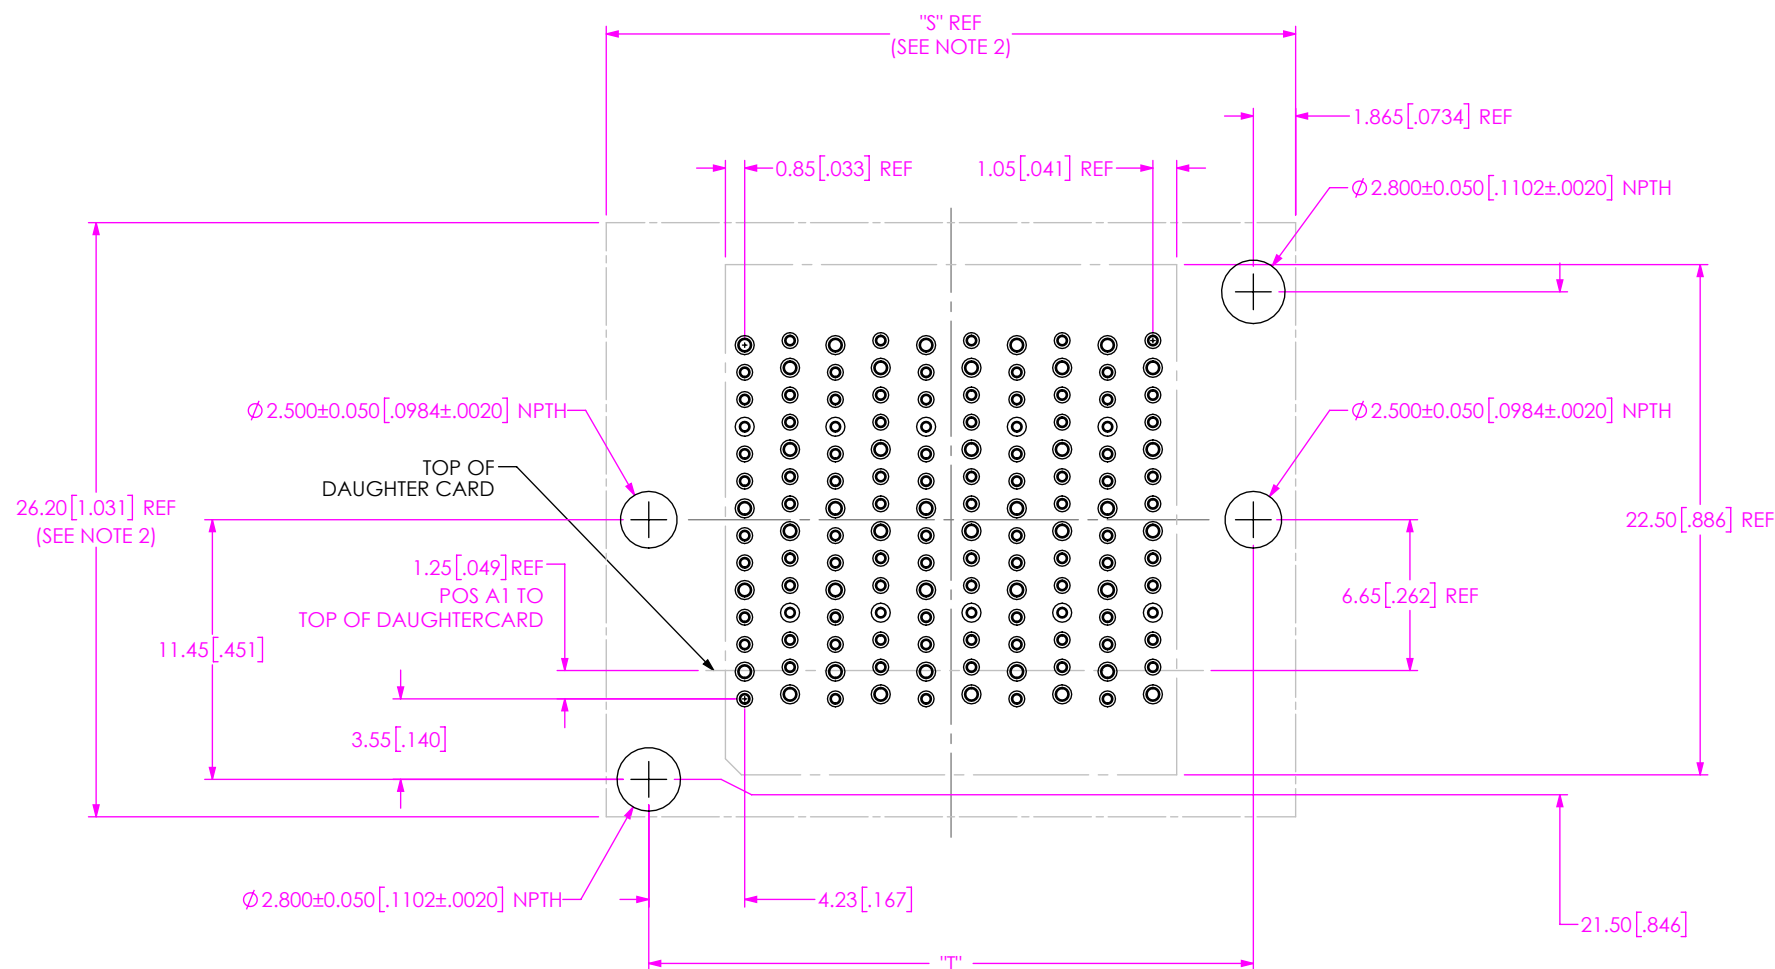 "S" REF
(SEE NOTE 2)
1.865[.0734] REF
0.85[.033] REF
1.05[.041] REF
Ø2.800±0.050[.1102±.0020] NPTH
Ø2.500±0.050[.0984±.0020] NPTH
Ø2.500±0.050[.0984±.0020] NPTH
TOP OF
DAUGHTER CARD
26.20[1.031] REF
(SEE NOTE 2)
22.50[.886] REF
1.25[.049]REF
POS A1 TO
TOP OF DAUGHTERCARD
6.65[.262] REF
11.45[.451]
3.55[.140]
Ø2.800±0.050[.1102±.0020] NPTH
4.23[.167]
21.50[.846]
"T"